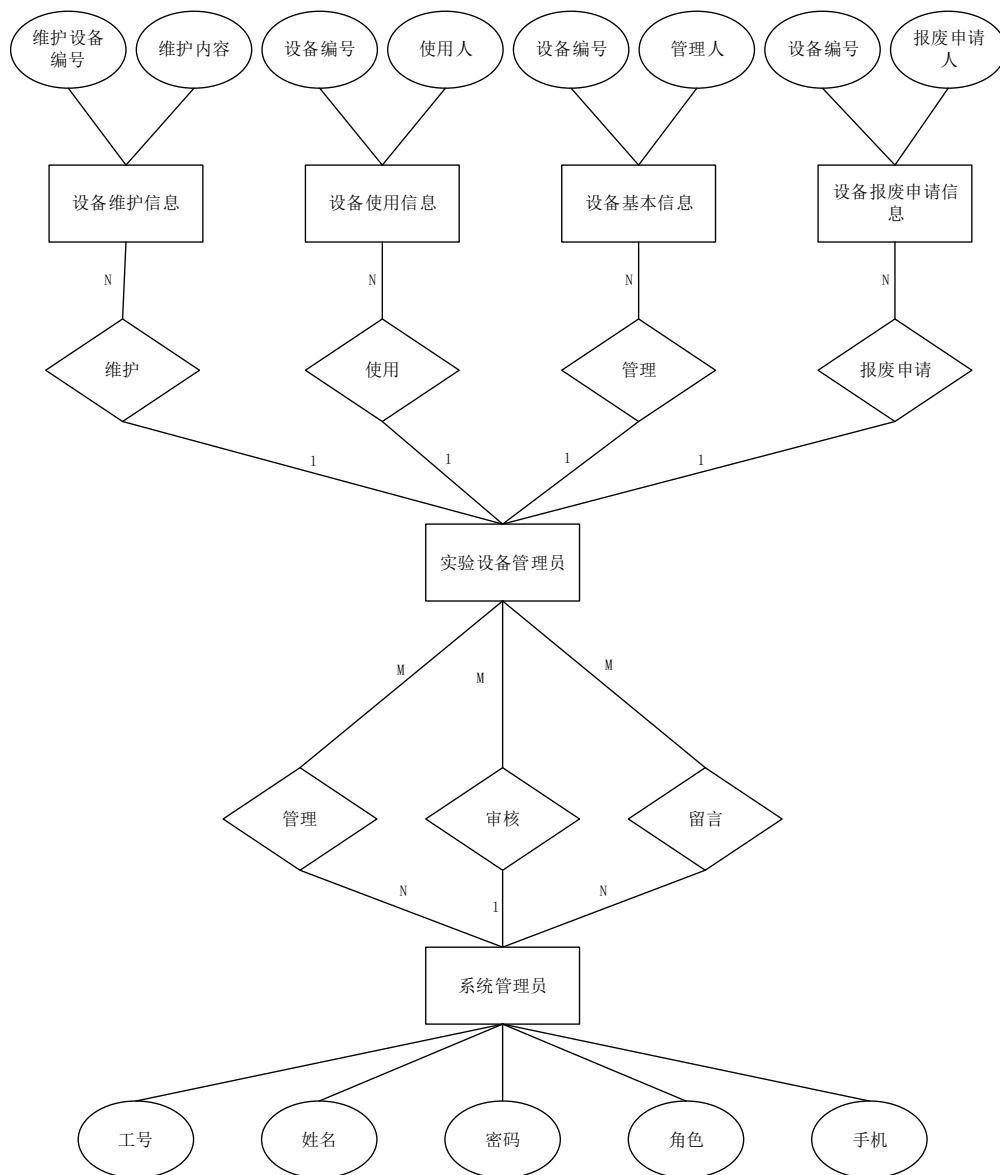 维护设备
编号
维护内容
设备编号
使用人
设备编号
管理人
设备编号
报废申请
人
设备维护信息
设备使用信息
设备基本信息
设备报废申请信
息
N
N
N
N
维护
使用
管理
报废申请
1
1
1
1
实验设备管理员
M
M
M
管理
审核
留言
N
1
N
系统管理员
工号
姓名
密码
角色
手机